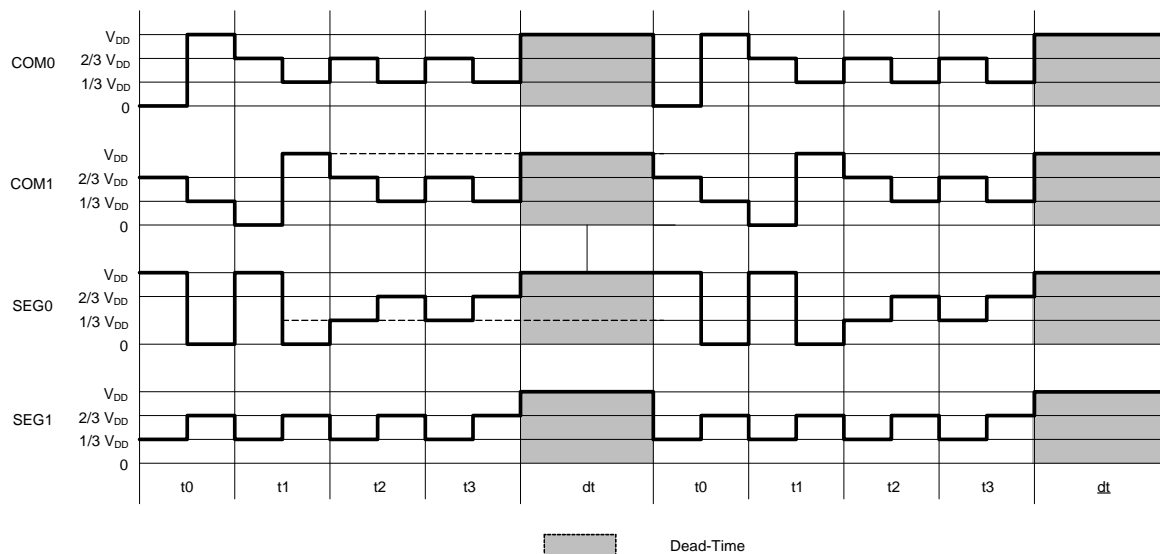 V_DD
COM0
2/3 V_DD
1/3 V_DD
0
V_DD
COM1
2/3 V_DD
1/3 V_DD
0
V_DD
SEG0
2/3 V_DD
1/3 V_DD
0
V_DD
SEG1
2/3 V_DD
1/3 V_DD
0
t0 t1 t2 t3 dt t0 t1 t2 t3 dt
Dead-Time